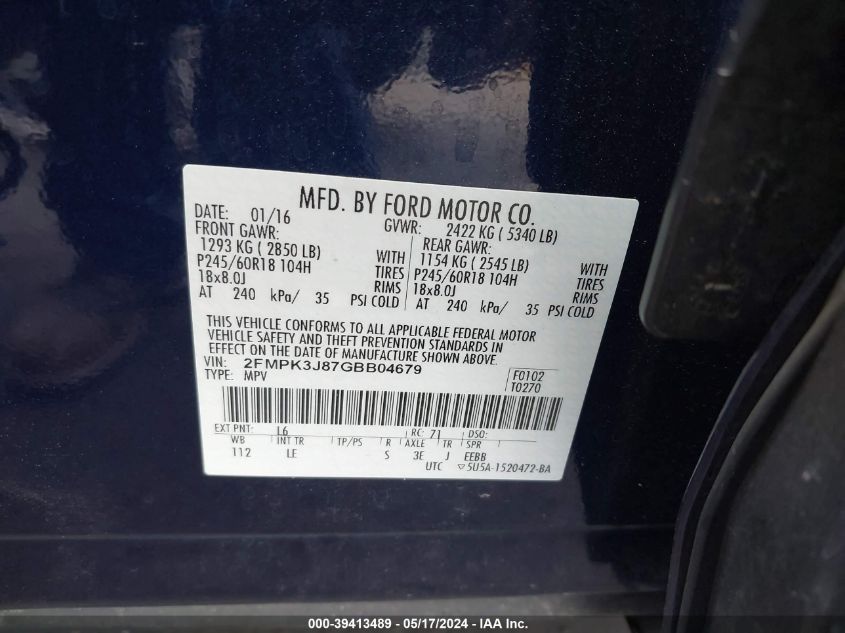 MFD. BY FORD MOTOR CO.
DATE: 01/16 GVWR: 2422 KG ( 5340 LB)
FRONT GAWR: REAR GAWR:
1293 KG ( 2850 LB) WITH 1154 KG ( 2545 LB) WITH
P245/60R18 104H TIRES P245/60R18 104H TIRES
18x8.0J RIMS 18x8.0J RIMS
AT 240 kPa/ 35 PSI COLD AT 240 kPa/ 35 PSI COLD
THIS VEHICLE CONFORMS TO ALL APPLICABLE FEDERAL MOTOR
VEHICLE SAFETY AND THEFT PREVENTION STANDARDS IN
EFFECT ON THE DATE OF MANUFACTURE SHOWN ABOVE.
VIN: 2FMPK3J87GBB04679 F0102
TYPE: MPV T0270
EXT PNT: L6 RC: 71 DSO:
WB INT TR TP/PS R AXLE TR SPR
112 LE S 3E J EEBB
UTC ▽5U5A-1520472-BA
000-39413489 - 05/17/2024 - IAAI.com